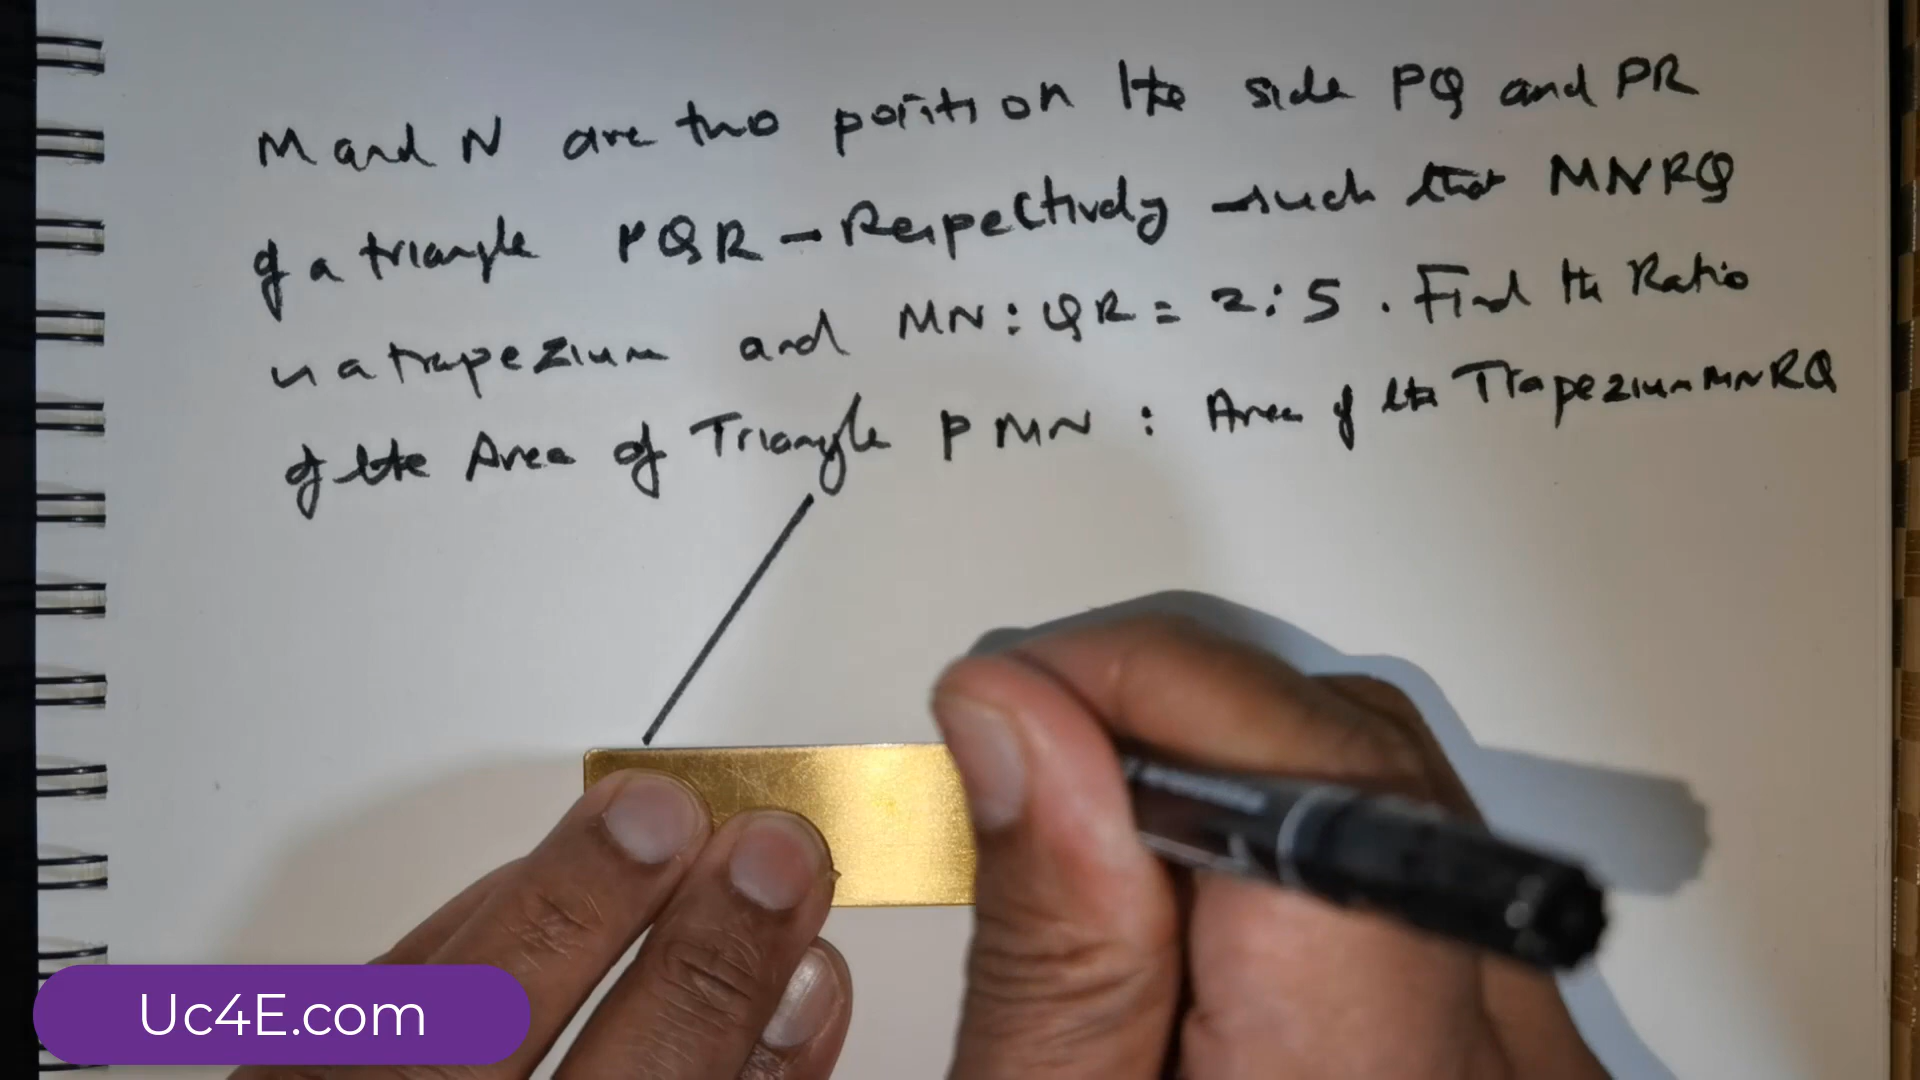 M and N are two points on the side PQ and PR
of a triangle PQR - Respectively such that MNRQ
is a trapezium and MN : QR = 2 : 5 . Find the Ratio
of the Area of Triangle PMN : Area of the Trapezium MNRQ
Uc4E.com